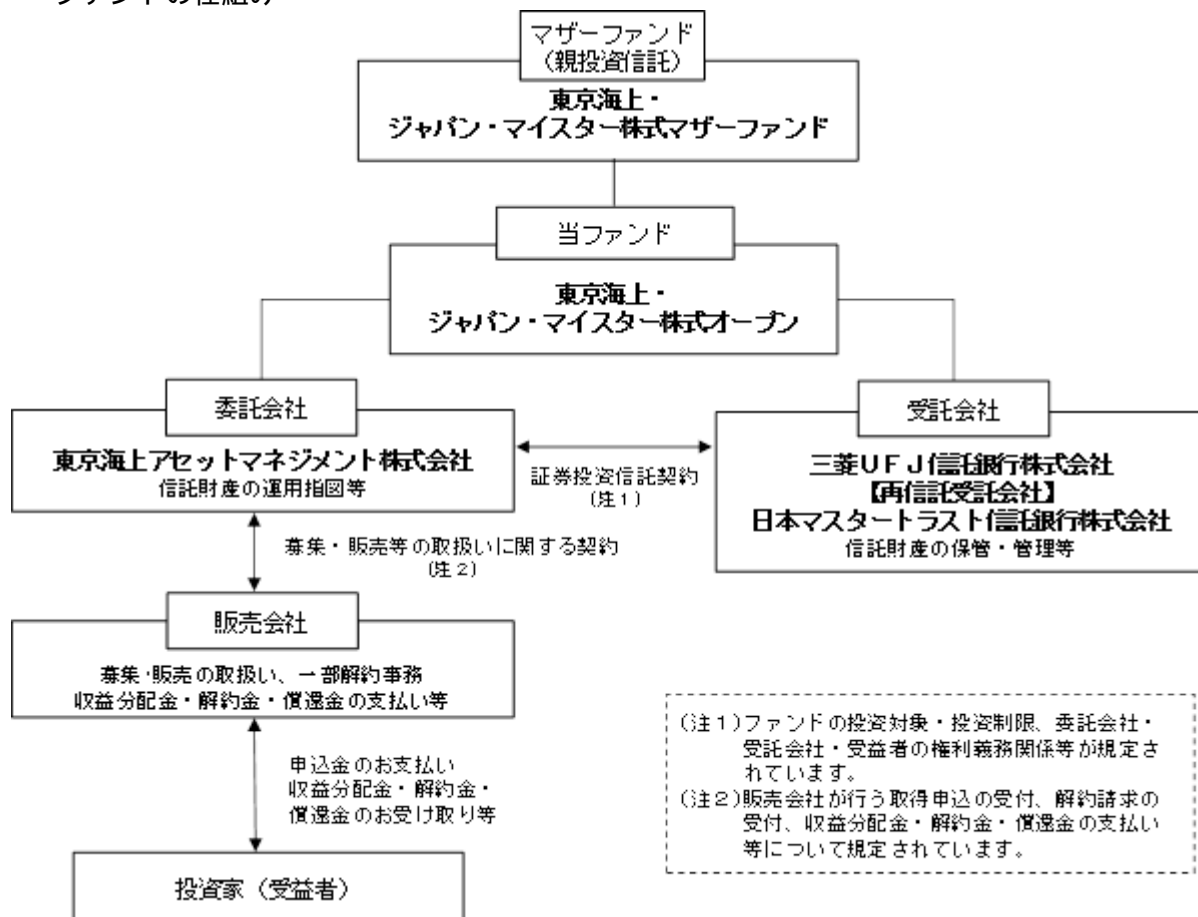 ファンドの仕組み
マザーファンド
(親投資信託)
東京海上・
ジャパン・マイスター株式マザーファンド
当ファンド
東京海上・
ジャパン・マイスター株式オープン
委託会社
東京海上アセットマネジメント株式会社
信託財産の運用指図等
証券投資信託契約
(注1)
受託会社
三菱UFJ信託銀行株式会社
【再信託受託会社】
日本マスタートラスト信託銀行株式会社
信託財産の保管・管理等
募集・販売等の取扱いに関する契約
(注2)
販売会社
募集・販売の取扱い、一部解約事務
収益分配金・解約金・償還金の支払い等
申込金のお支払い
収益分配金・解約金・
償還金のお受け取り等
投資家(受益者)
(注1)ファンドの投資対象・投資制限、委託会社・
受託会社・受益者の権利義務関係等が規定さ
れています。
(注2)販売会社が行う取得申込の受付、解約請求の
受付、収益分配金・解約金・償還金の支払い
等について規定されています。